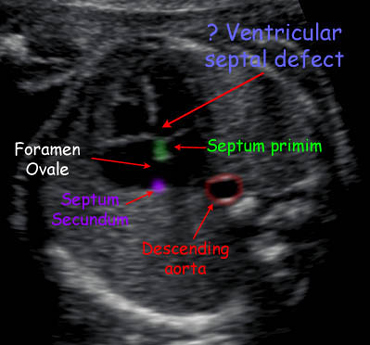 ? Ventricular
septal defect
Septum primim
Foramen
Ovale
Septum
Secundum
Descending
aorta